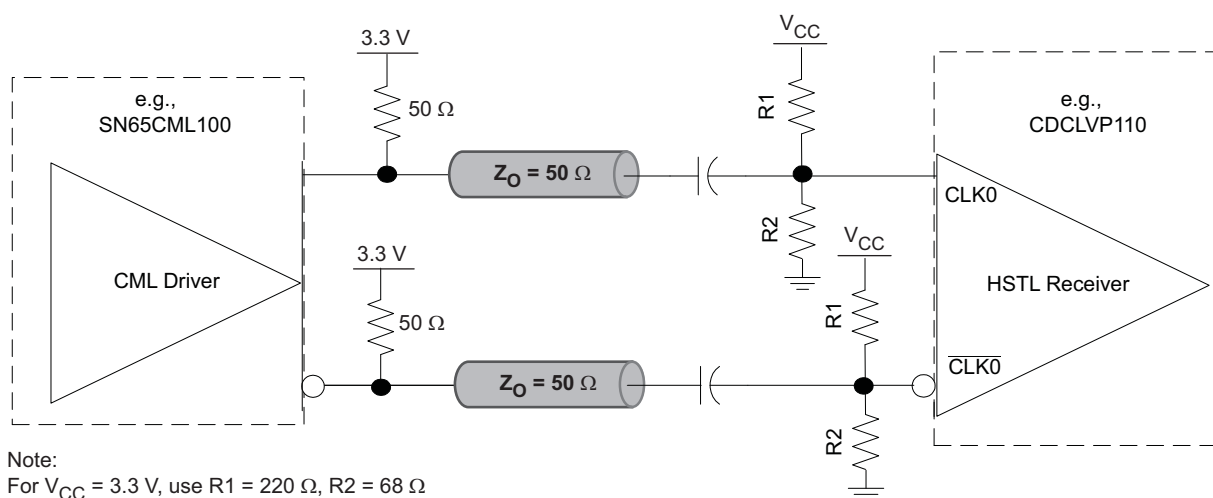 3.3 V
V_CC
e.g.,
SN65CML100
50 Ω
R1
e.g.,
CDCLVP110
Z_O = 50 Ω
CLK0
R2
3.3 V
V_CC
CML Driver
HSTL Receiver
50 Ω
R1
Z_O = 50 Ω
C̅L̅K̅0̅
R2
Note:
For V_CC = 3.3 V, use R1 = 220 Ω, R2 = 68 Ω